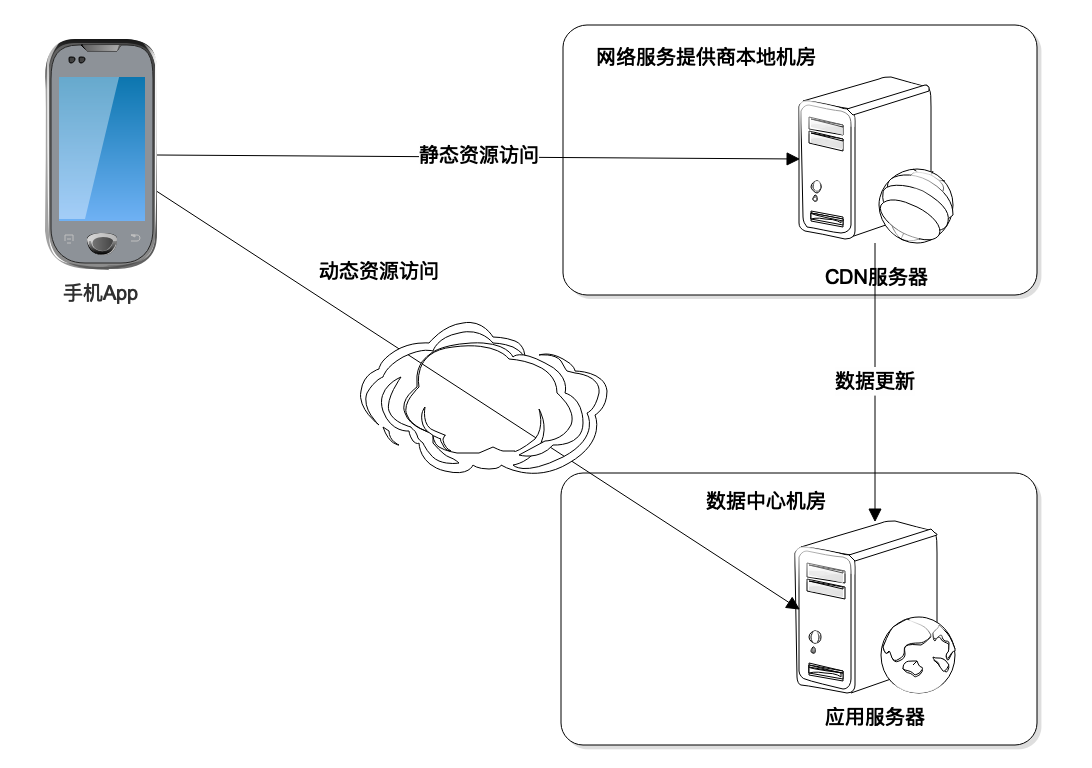 网络服务提供商本地机房
静态资源访问
动态资源访问
CDN服务器
手机App
数据更新
数据中心机房
应用服务器